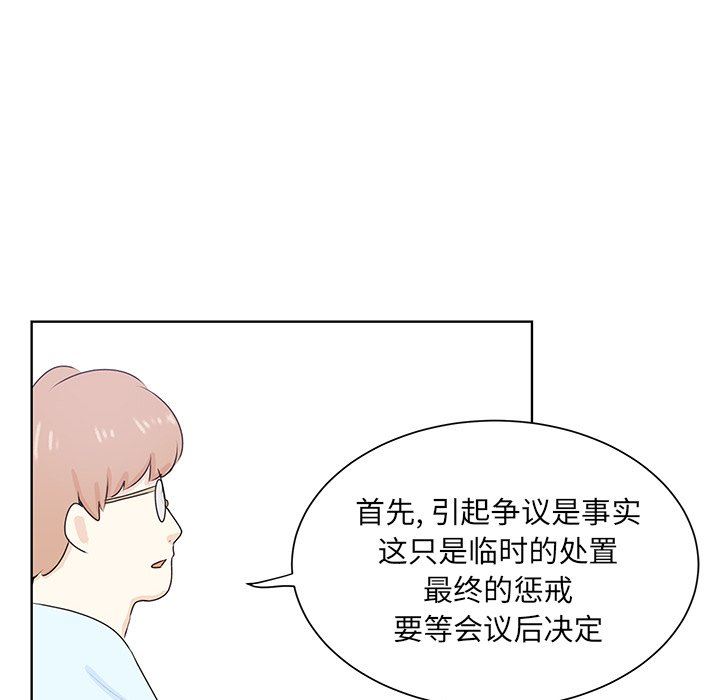 首先, 引起争议是事实
这只是临时的处置
最终的惩戒
要等会议后决定